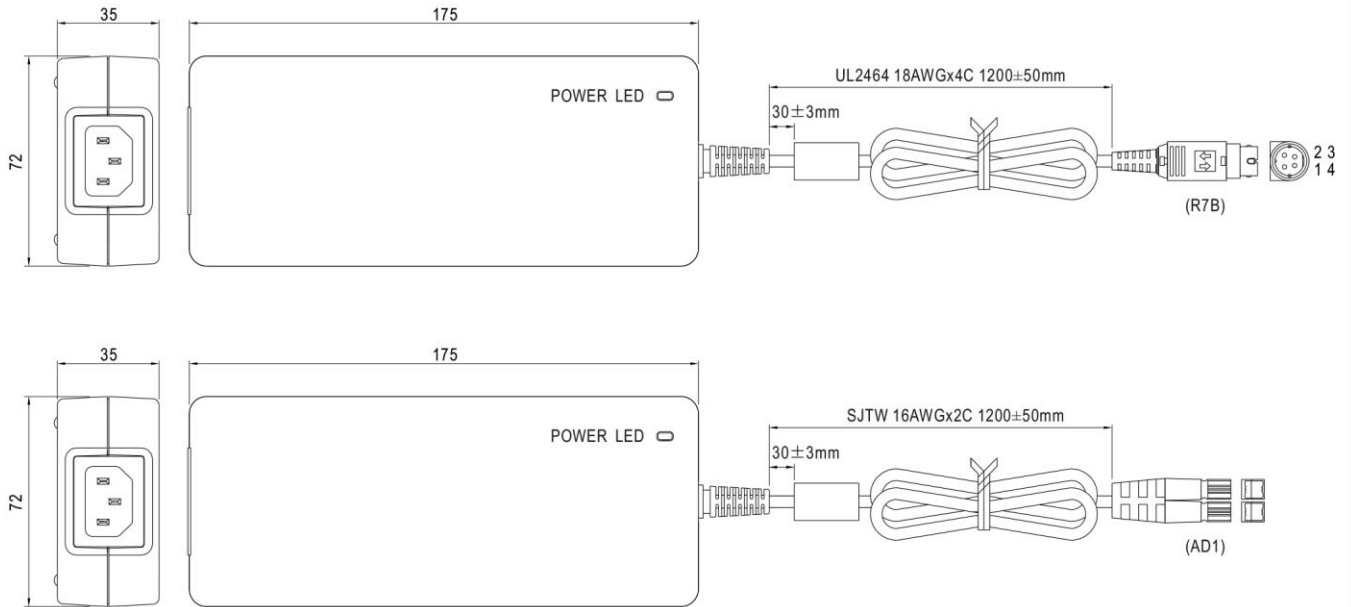 35
175
72
POWER LED
UL2464 18AWGx4C 1200±50mm
30±3mm
2 3
1 4
(R7B)
35
175
72
POWER LED
SJTW 16AWGx2C 1200±50mm
30±3mm
(AD1)